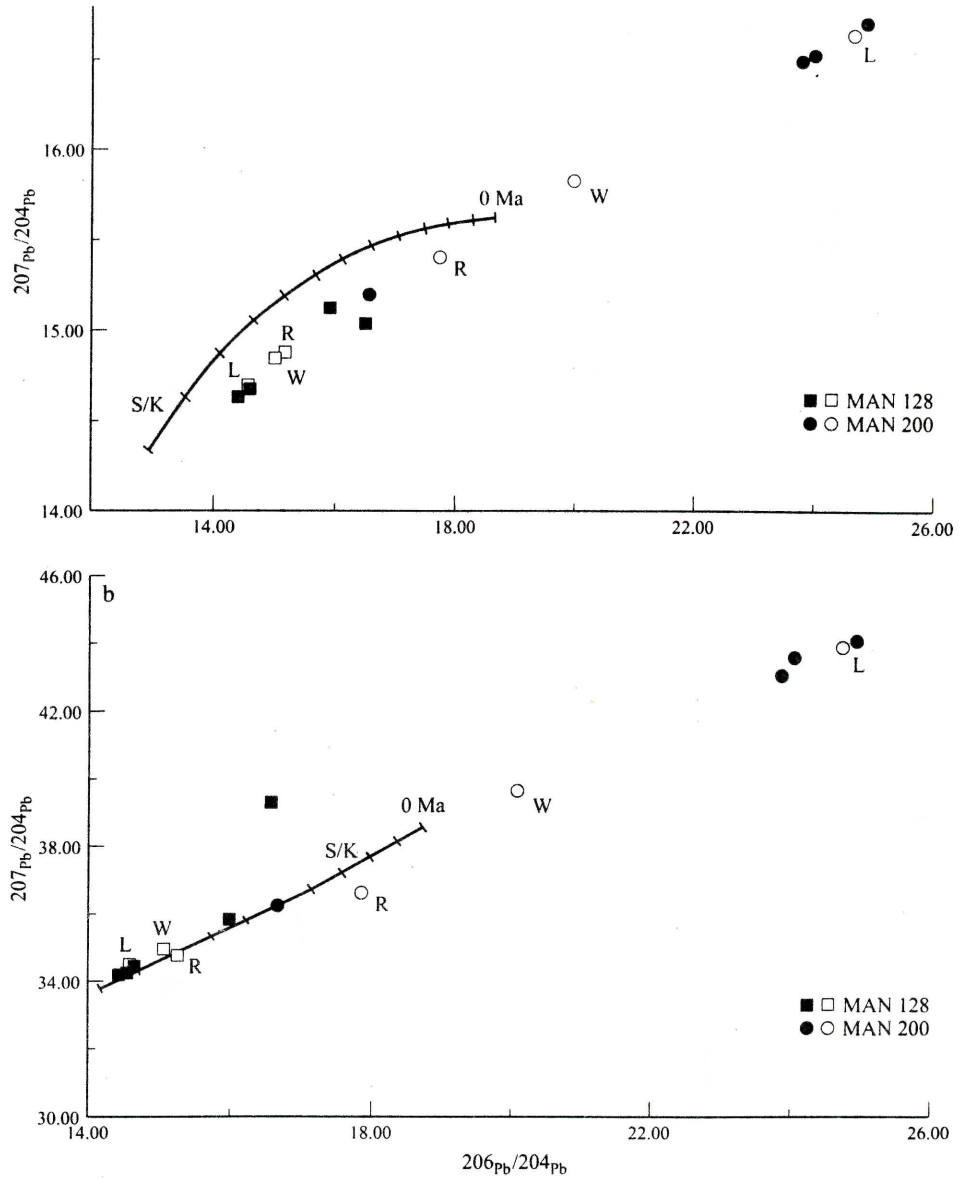 207Pb/204Pb
16.00
15.00
14.00
0 Ma
L
W
R
R
L
W
S/K
MAN 128
MAN 200
14.00
18.00
22.00
26.00
b
207Pb/204Pb
46.00
42.00
38.00
34.00
30.00
L
W
0 Ma
S/K
R
W
L
R
MAN 128
MAN 200
14.00
18.00
22.00
26.00
206Pb/204Pb